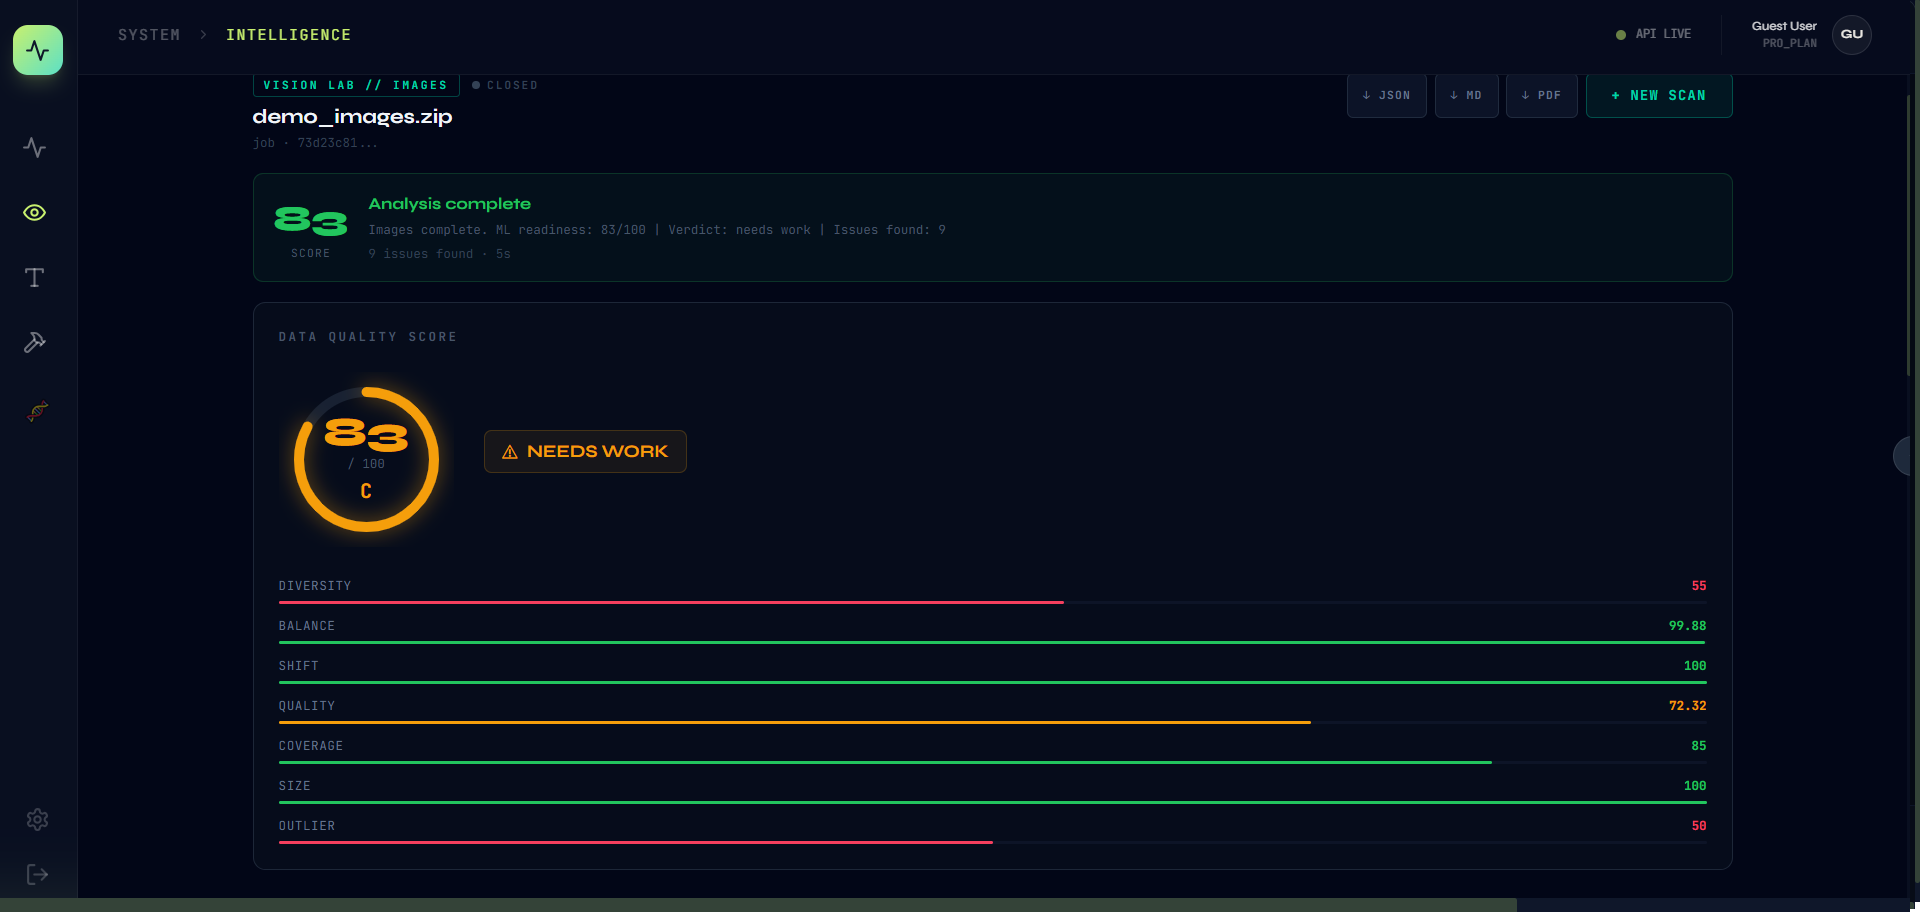 SYSTEM > INTELLIGENCE
API LIVE
Guest User
PRO_PLAN
GU
VISION LAB // IMAGES
CLOSED
demo_images.zip
job · 73d23c81...
↓ JSON
↓ MD
↓ PDF
+ NEW SCAN
83
SCORE
Analysis complete
Images complete. ML readiness: 83/100 | Verdict: needs work | Issues found: 9
9 issues found · 5s
DATA QUALITY SCORE
83
/ 100
C
⚠ NEEDS WORK
DIVERSITY 55
BALANCE 99.88
SHIFT 100
QUALITY 72.32
COVERAGE 85
SIZE 100
OUTLIER 50